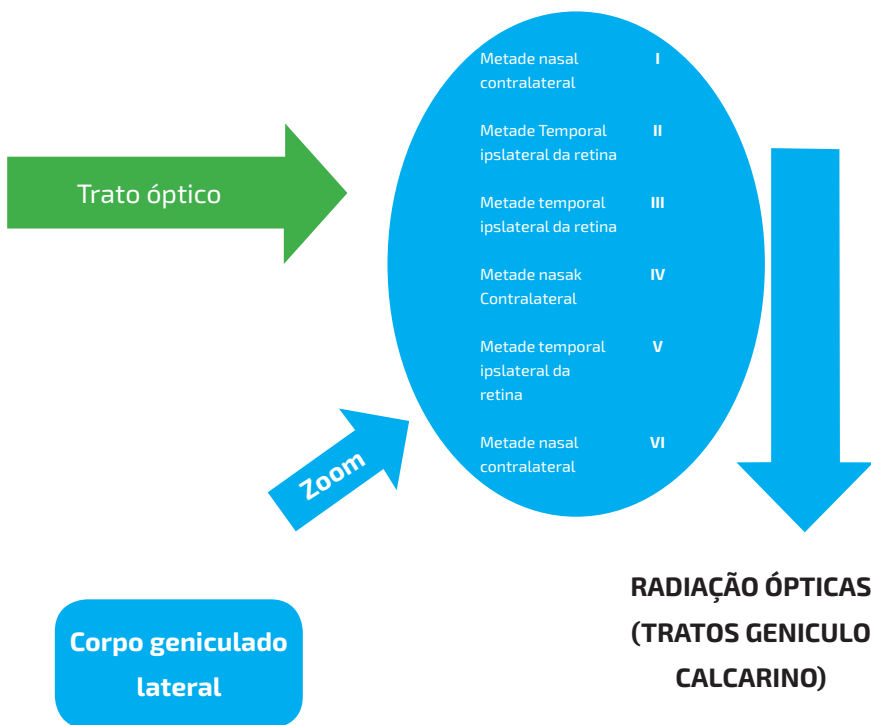 Trato óptico
Metade nasal I
contralateral
Metade Temporal II
ipslateral da retina
Metade temporal III
ipslateral da retina
Metade nasak IV
Contralateral
Metade temporal V
ipslateral da
retina
Metade nasal VI
contralateral
Zoom
Corpo geniculado
lateral
RADIAÇÃO ÓPTICAS
(TRATOS GENICULO
CALCARINO)